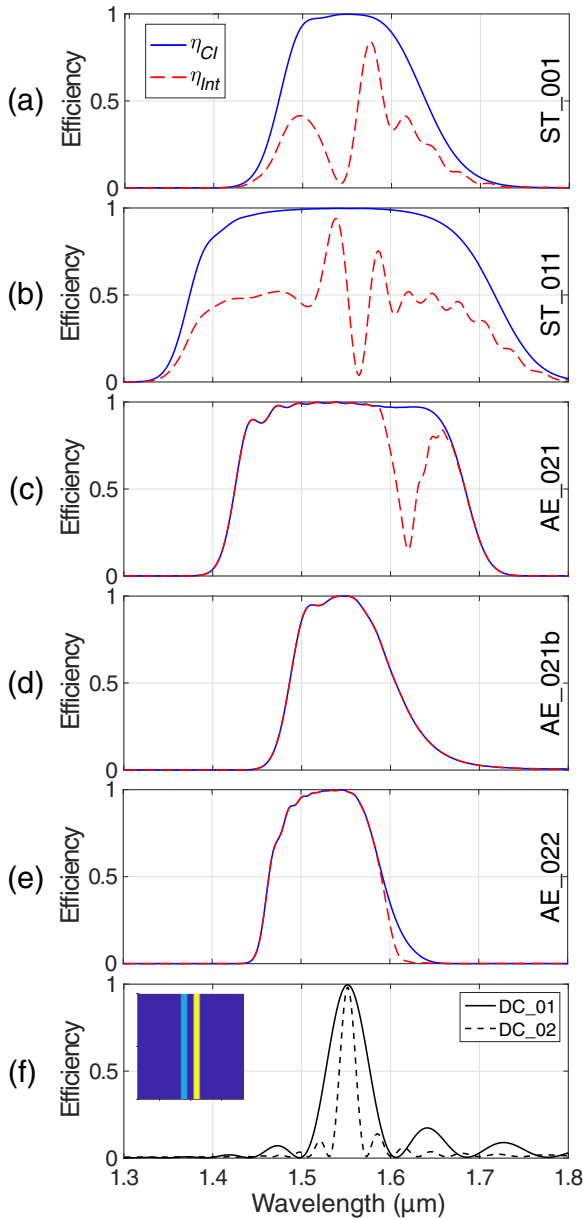 (a)
Efficiency
1
0.5
0
η_CI
η_Int
ST_001
(b)
Efficiency
1
0.5
0
ST_011
(c)
Efficiency
1
0.5
0
AE_021
(d)
Efficiency
1
0.5
0
AE_021b
(e)
Efficiency
1
0.5
0
AE_022
(f)
Efficiency
1
0.5
0
DC_01
DC_02
1.3 1.4 1.5 1.6 1.7 1.8
Wavelength (μm)